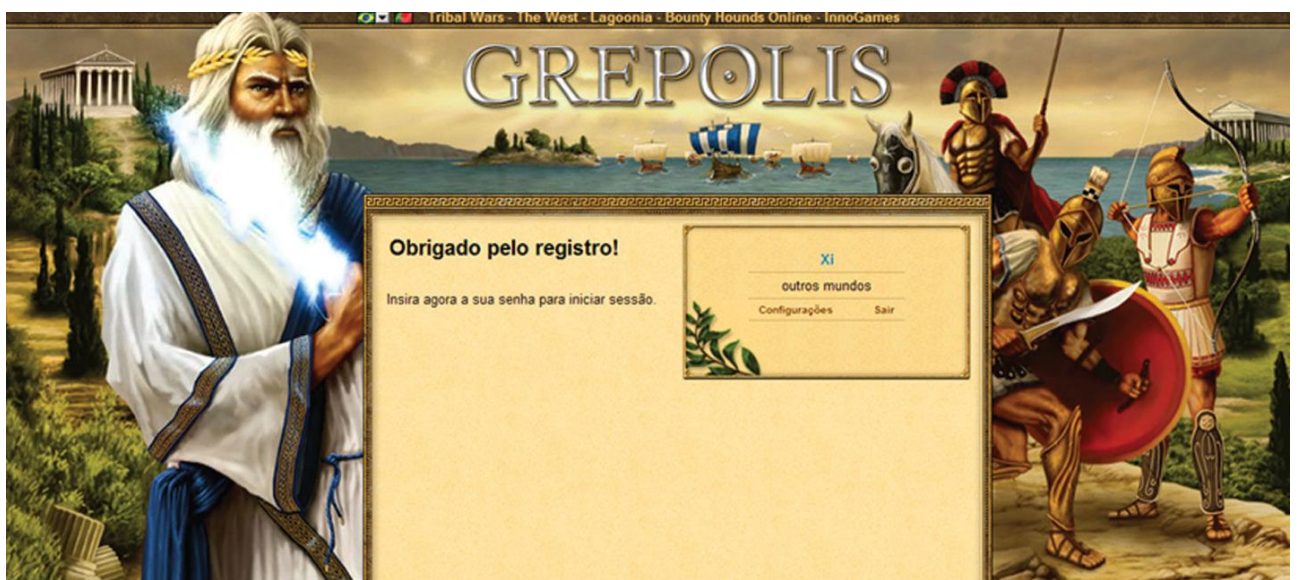 Tribal Wars - The West - Lagoonia - Bounty Hounds Online - InnoGames
GREPOLIS
Obrigado pelo registro!
Insira agora a sua senha para iniciar sessão.
Xi
outros mundos
Configurações Sair